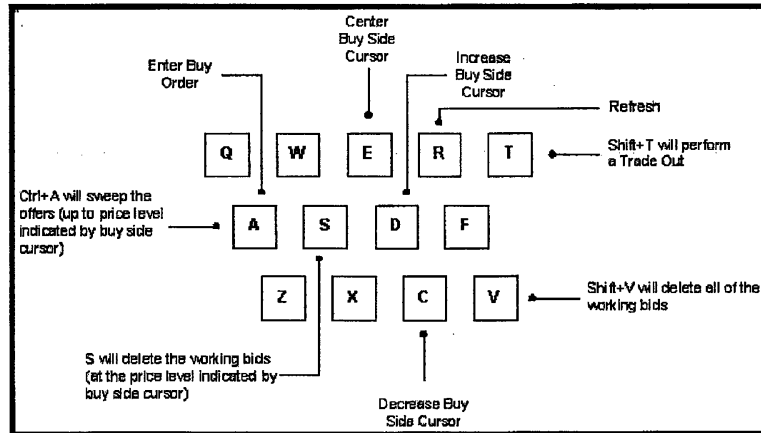 Center
Buy Side
Cursor
Enter Buy
Order
Increase
Buy Side
Cursor
Refresh
Q W E R T
Shift+T will perform
a Trade Out
Ctrl+A will sweep the
offers (up to price level
indicated by buy side
cursor)
A S D F
Z X C V
Shift+V will delete all of the
working bids
S will delete the working bids
(at the price level indicated by
buy side cursor)
Decrease Buy
Side Cursor